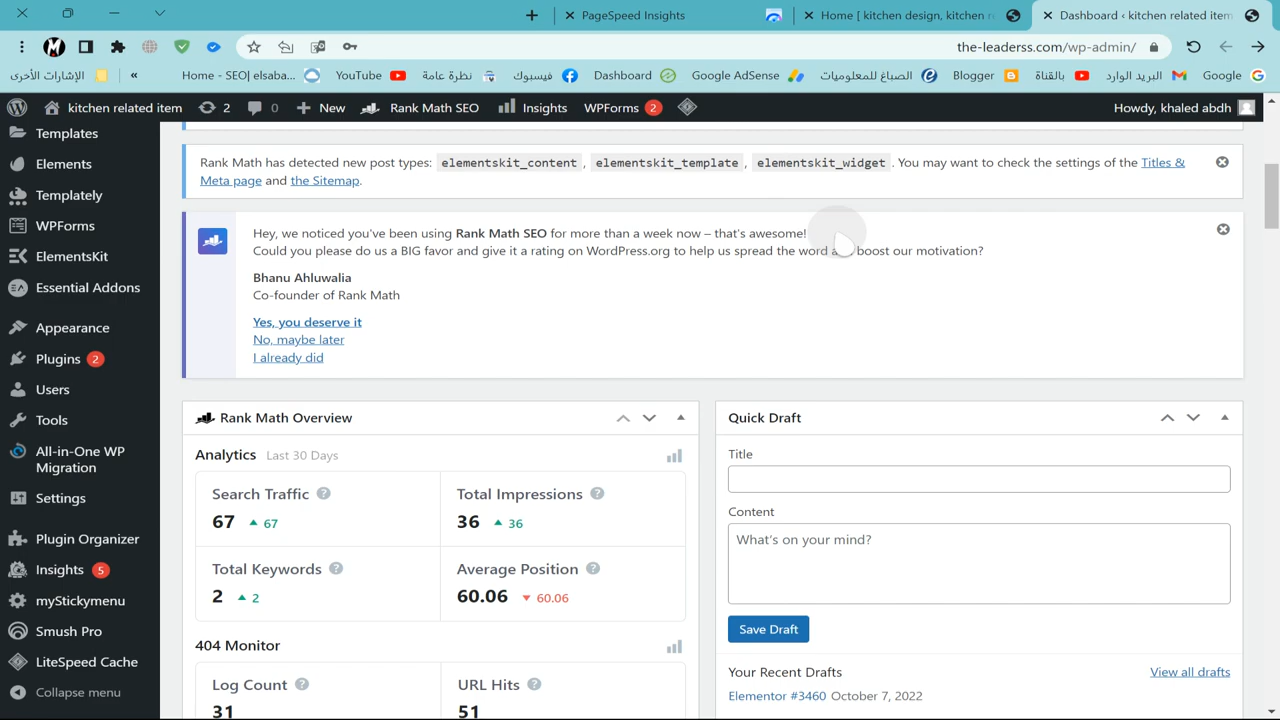 PageSpeed Insights
Home [ kitchen design, kitchen r
Dashboard ‹ kitchen related item
the-leaderss.com/wp-admin/
الإشارات الأخرى
«
Home - SEO| elsaba...
YouTube
نظرة عامة
فيسبوك
Dashboard
Google AdSense
الصباغ للمعلوميات
Blogger
بالقناة
البريد الوارد
Google
kitchen related item
2
0
New
Rank Math SEO
Insights
WPForms 2
Howdy, khaled abdh
Templates
Elements
Templately
WPForms
ElementsKit
Essential Addons
Appearance
Plugins 2
Users
Tools
All-in-One WP
Migration
Settings
Plugin Organizer
Insights 5
myStickymenu
Smush Pro
LiteSpeed Cache
Collapse menu
Rank Math has detected new post types: elementskit_content, elementskit_template, elementskit_widget. You may want to check the settings of the Titles &
Meta page and the Sitemap.
Hey, we noticed you've been using Rank Math SEO for more than a week now – that's awesome!
Could you please do us a BIG favor and give it a rating on WordPress.org to help us spread the word boost our motivation?
Bhanu Ahluwalia
Co-founder of Rank Math
Yes, you deserve it
No, maybe later
I already did
Rank Math Overview
Analytics Last 30 Days
Search Traffic ?
67 67
Total Impressions ?
36 36
Total Keywords ?
2 2
Average Position ?
60.06 60.06
404 Monitor
Log Count ?
31
URL Hits ?
51
Quick Draft
Title
Content
What's on your mind?
Save Draft
Your Recent Drafts
View all drafts
Elementor #3460 October 7, 2022